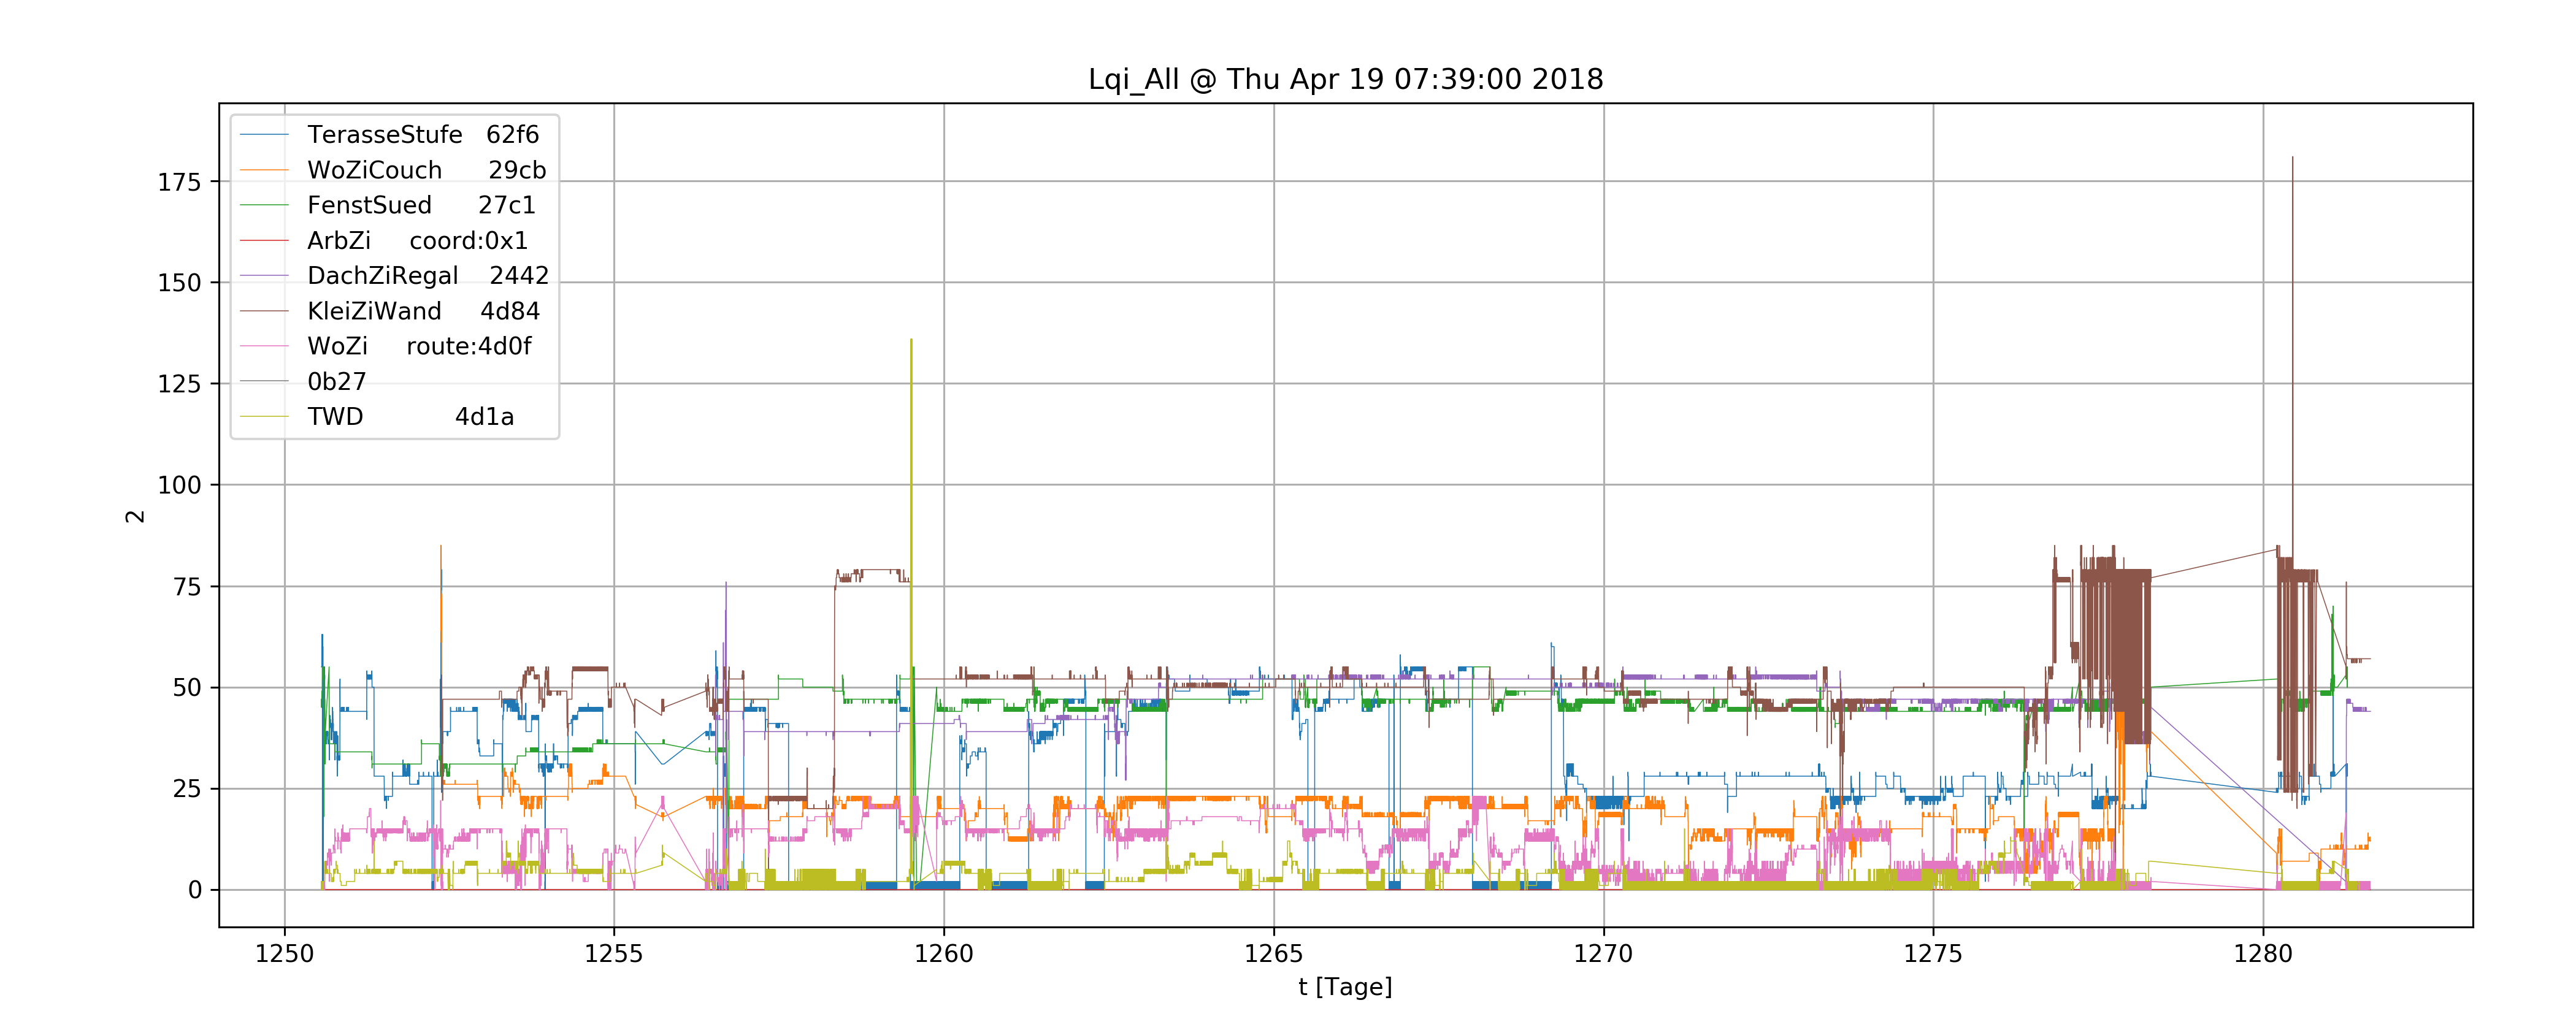 Lqi_All @ Thu Apr 19 07:39:00 2018
TerasseStufe 62f6
WoZiCouch 29cb
FenstSued 27c1
ArbZi coord:0x1
DachZiRegal 2442
KleiZiWand 4d84
WoZi route:4d0f
0b27
TWD 4d1a
175
150
125
100
75
50
25
0
2
1250 1255 1260 1265 1270 1275 1280
t [Tage]